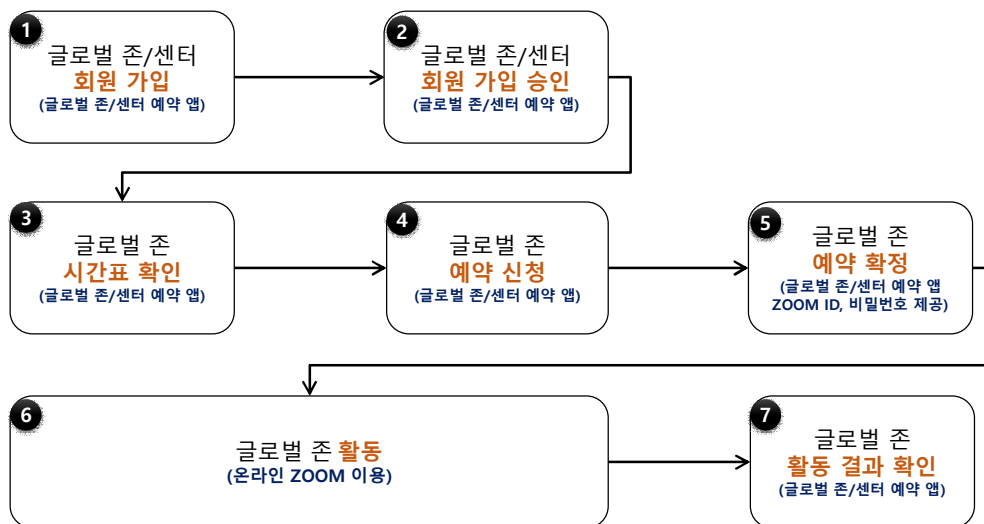 1
글로벌 존/센터
회원 가입
(글로벌 존/센터 예약 앱)
2
글로벌 존/센터
회원 가입 승인
(글로벌 존/센터 예약 앱)
3
글로벌 존
시간표 확인
(글로벌 존/센터 예약 앱)
4
글로벌 존
예약 신청
(글로벌 존/센터 예약 앱)
5
글로벌 존
예약 확정
(글로벌 존/센터 예약 앱
ZOOM ID, 비밀번호 제공)
6
글로벌 존 활동
(온라인 ZOOM 이용)
7
글로벌 존
활동 결과 확인
(글로벌 존/센터 예약 앱)